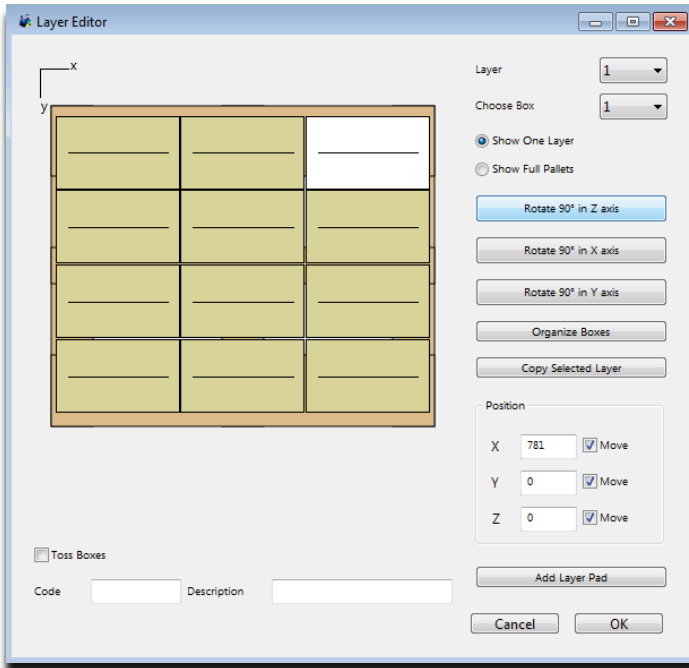 Layer Editor
x
y
Layer
1
Choose Box
1
Show One Layer
Show Full Pallets
Rotate 90° in Z axis
Rotate 90° in X axis
Rotate 90° in Y axis
Organize Boxes
Copy Selected Layer
Position
X 781 Move
Y 0 Move
Z 0 Move
Toss Boxes
Code
Description
Add Layer Pad
Cancel OK